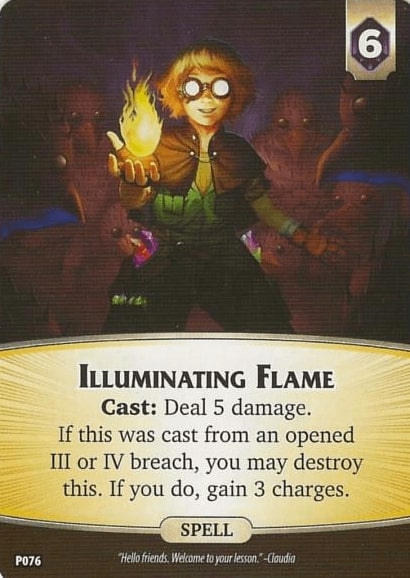 6
ILLUMINATING FLAME
Cast: Deal 5 damage.
If this was cast from an opened
III or IV breach, you may destroy
this. If you do, gain 3 charges.
SPELL
P076
"Hello friends. Welcome to your lesson." –Claudia